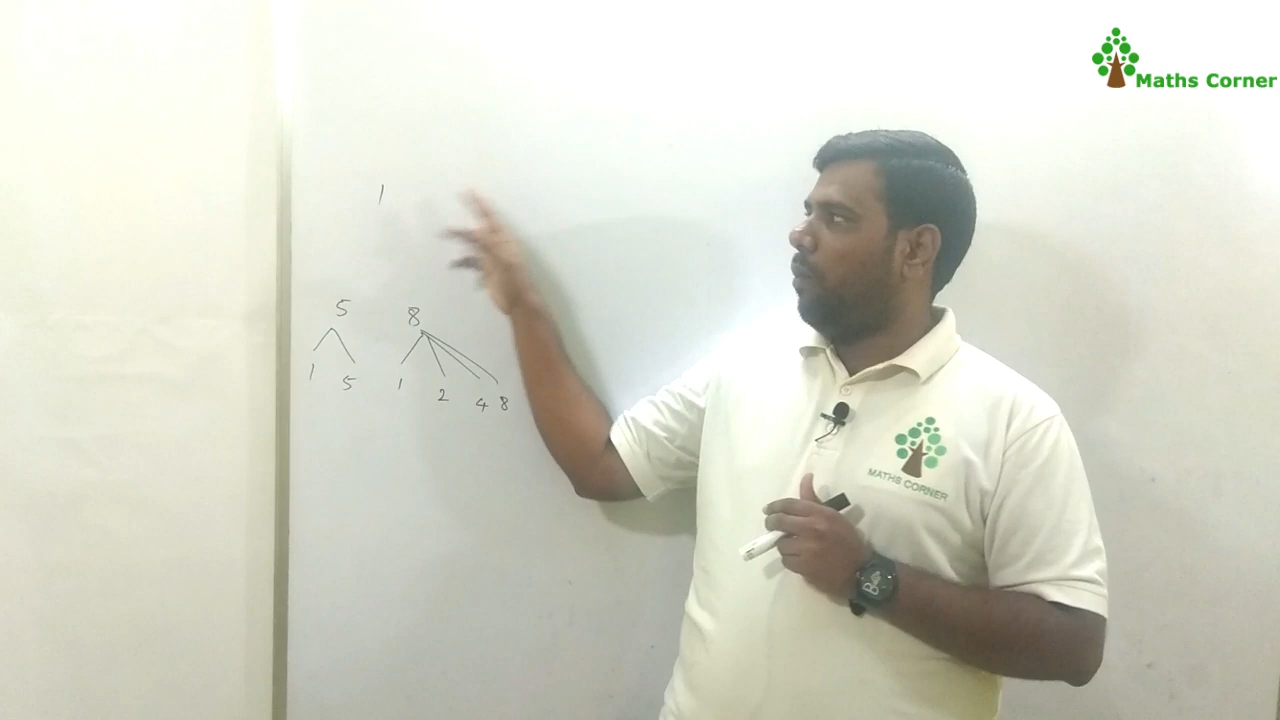 Maths Corner
1
5 8
1 5 1 2 4 8
MATHS CORNER